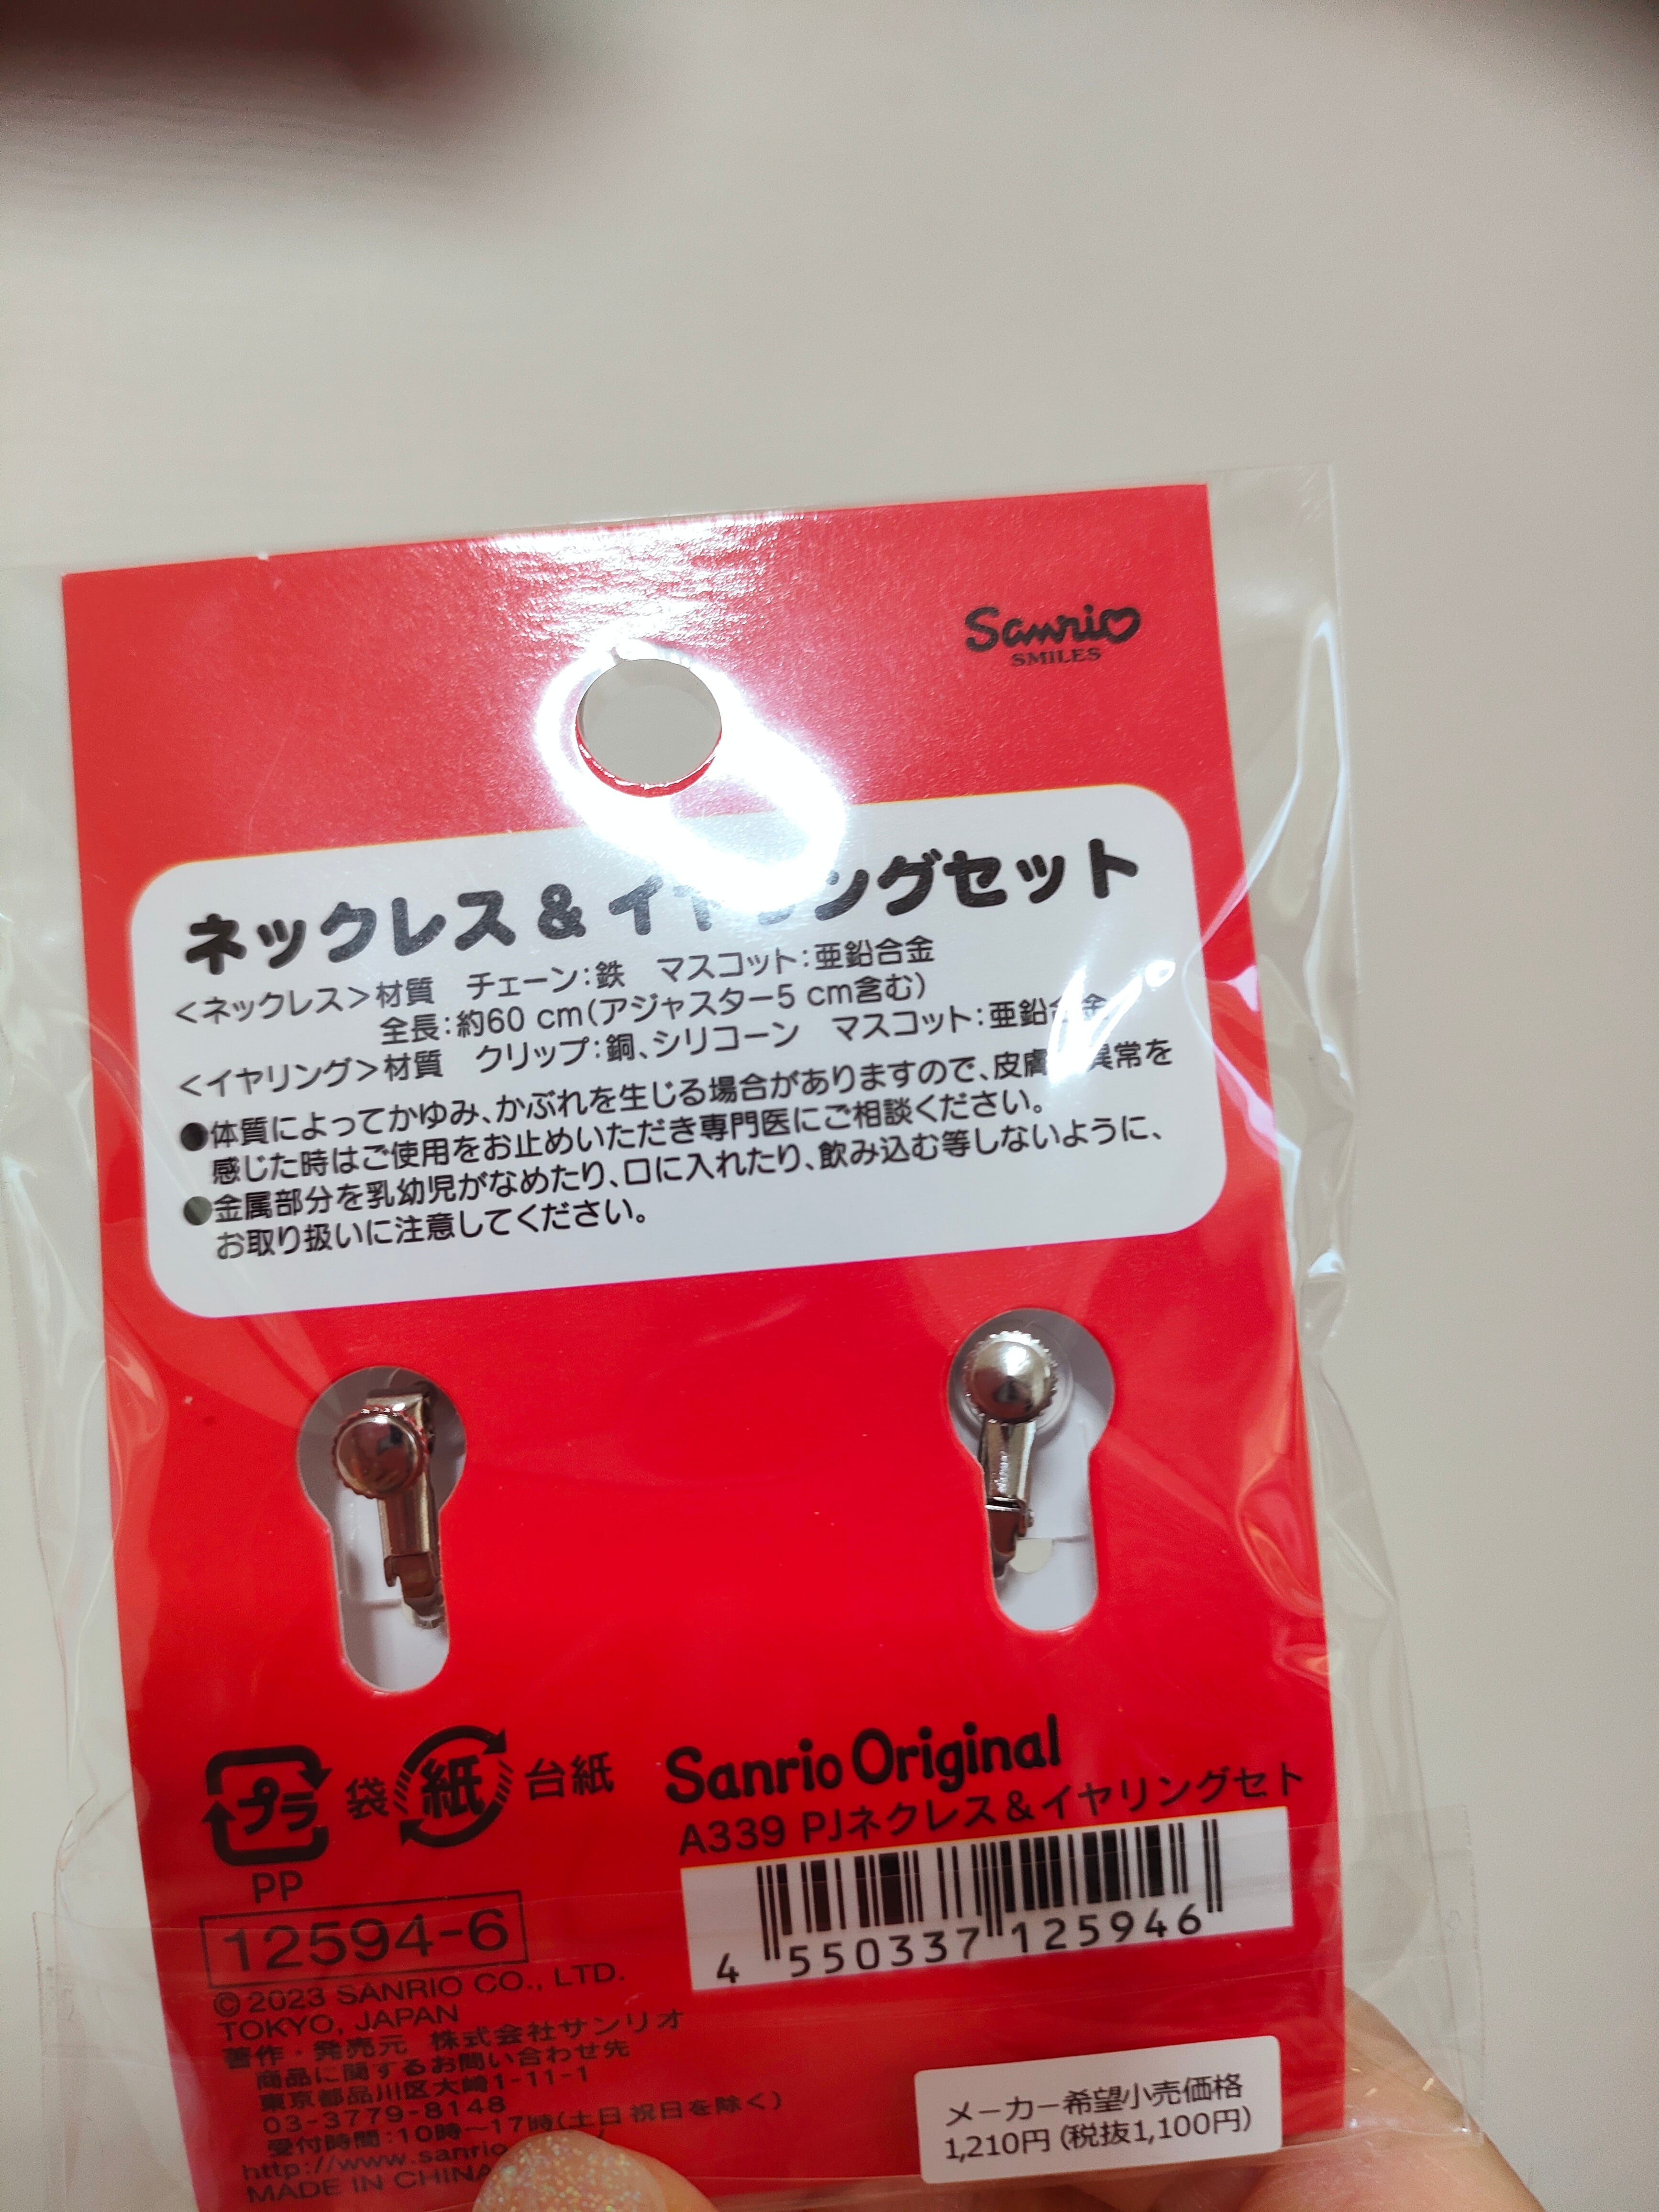 Sanrio
SMILES
ネックレス&イヤリングセット
<ネックレス>材質 チェーン:鉄 マスコット:亜鉛合金
全長:約60 cm(アジャスター5 cm含む)
<イヤリング>材質 クリップ:銅、シリコーン マスコット:亜鉛合金
●体質によってかゆみ、かぶれを生じる場合がありますので、皮膚 異常を
感じた時はご使用をお止めいただき専門医にご相談ください。
●金属部分を乳幼児がなめたり、口に入れたり、飲み込む等しないように、
お取り扱いに注意してください。
プラ 袋 紙 台紙
PP
Sanrio Original
A339 PJネクレス&イヤリングセト
4 550337 125946
12594-6
© 2023 SANRIO CO., LTD.
TOKYO, JAPAN
著作・発売元 株式会社サンリオ
商品に関するお問い合わせ先
東京都品川区大崎1-11-1
03-3779-8148
受付時間:10時〜17時(土日祝日を除く)
http://www.sanrio
MADE IN CHINA
メーカー希望小売価格
1,210円(税抜1,100円)